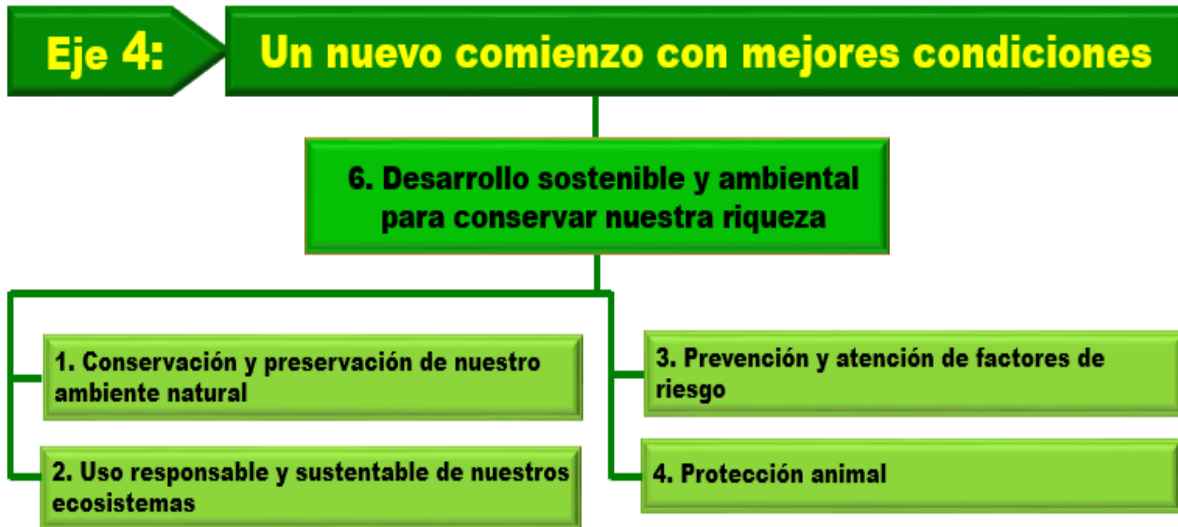 Eje 4:
Un nuevo comienzo con mejores condiciones
6. Desarrollo sostenible y ambiental
para conservar nuestra riqueza
1. Conservación y preservación de nuestro
ambiente natural
2. Uso responsable y sustentable de nuestros
ecosistemas
3. Prevención y atención de factores de
riesgo
4. Protección animal